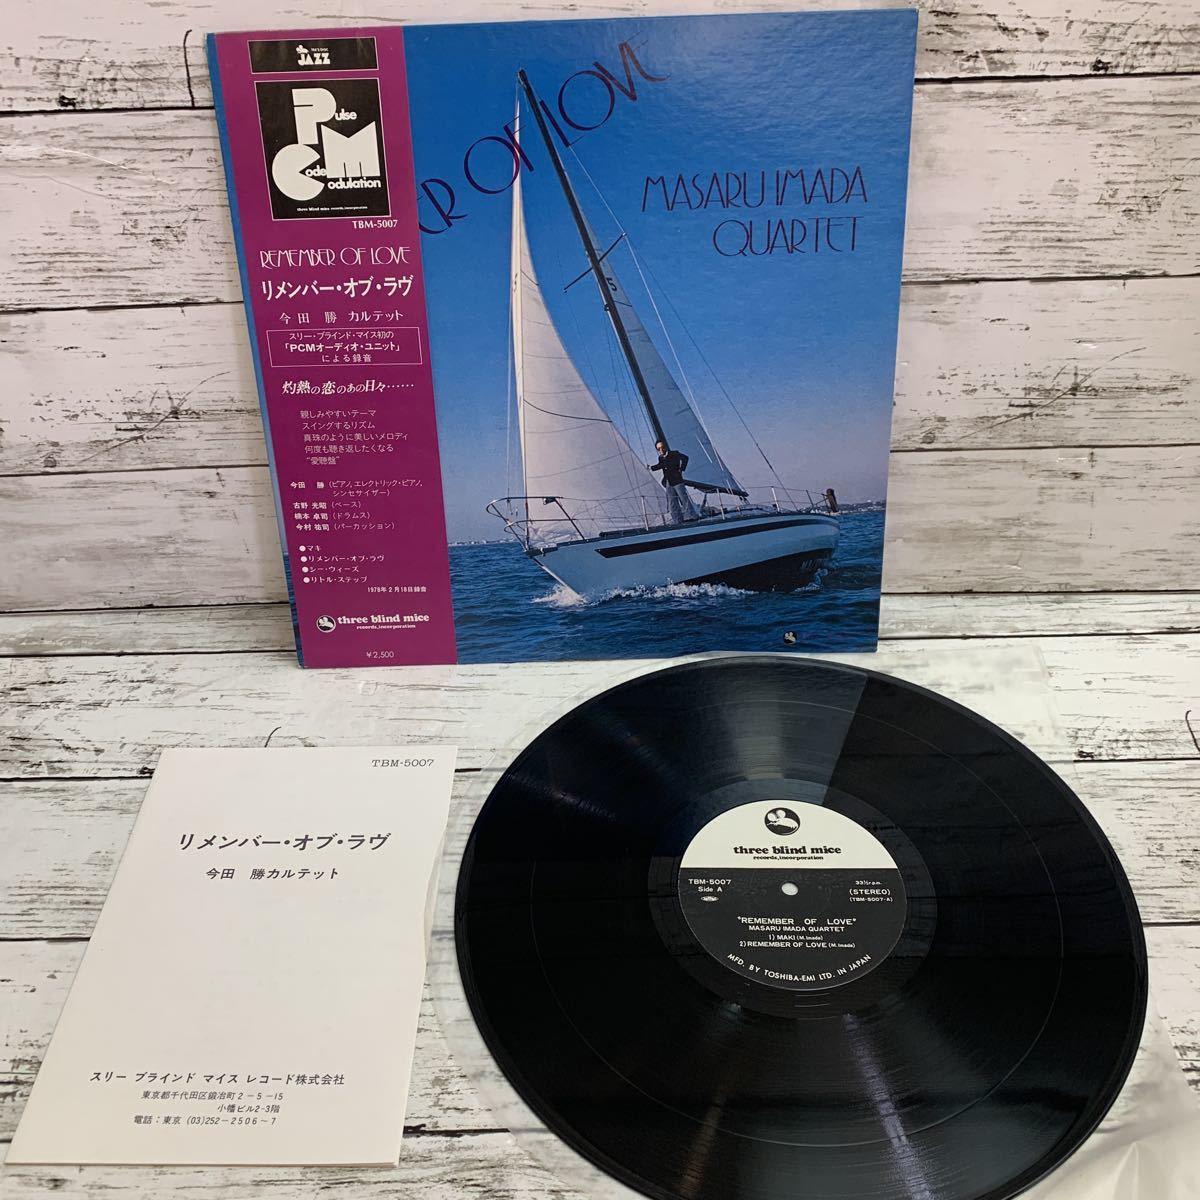 TBM'S DISC
JAZZ
Pulse
Code
Modulation
three blind mice records, incorporation
TBM-5007
REMEMBER OF LOVE
リメンバー・オブ・ラヴ
今田 勝 カルテット
スリー・ブラインド・マイス初の
「PCMオーディオ・ユニット」
による録音
灼熱の恋のあの日々……
親しみやすいテーマ
スイングするリズム
真珠のように美しいメロディ
何度も聴き返したくなる
“愛聴盤”
今田 勝(ピアノ,エレクトリック・ピアノ,
シンセサイザー)
古野 光昭(ベース)
楠本 卓司(ドラムス)
今村 祐司(パーカッション)
●マキ
●リメンバー・オブ・ラヴ
●シー・ウィーズ
●リトル・ステップ
1978年2月18日録音
three blind mice
records, incorporation
¥2,500
ER OF LOVE
MASARU IMADA
QUARTET
5
TBM-5007
リメンバー・オブ・ラヴ
今田 勝カルテット
スリー ブラインド マイス レコード株式会社
東京都千代田区鍛冶町2-5-15
小幡ビル2-3階
電話:東京 (03)252-2506~7
three blind mice
records, incorporation
TBM-5007
Side A
33⅓r.p.m.
(STEREO)
(TBM-5007-A)
"REMEMBER OF LOVE"
MASARU IMADA QUARTET
1) MAKI (M. Imada)
2) REMEMBER OF LOVE (M. Imada)
MFD. BY TOSHIBA-EMI LTD. IN JAPAN